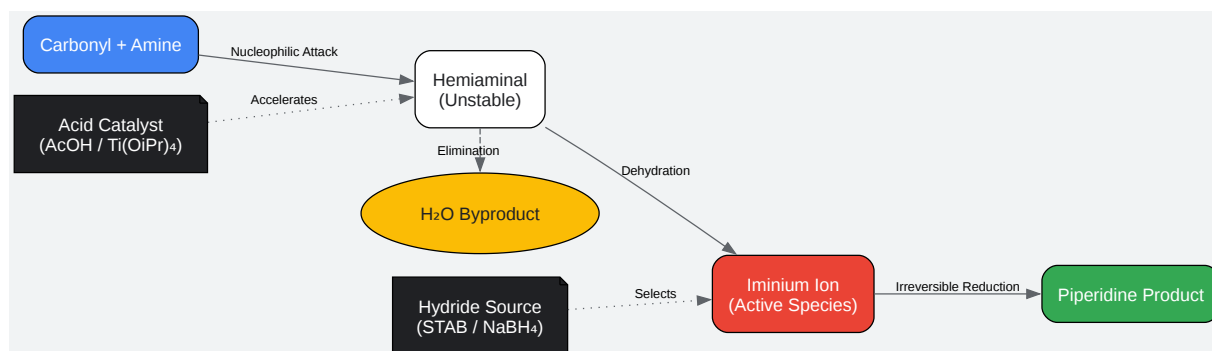 Carbonyl + Amine
Nucleophilic Attack
Hemiaminal
(Unstable)
Accelerates
Acid Catalyst
(AcOH / Ti(OiPr)₄)
Elimination
Dehydration
H₂O Byproduct
Hydride Source
(STAB / NaBH₄)
Selects
Iminium Ion
(Active Species)
Irreversible Reduction
Piperidine Product